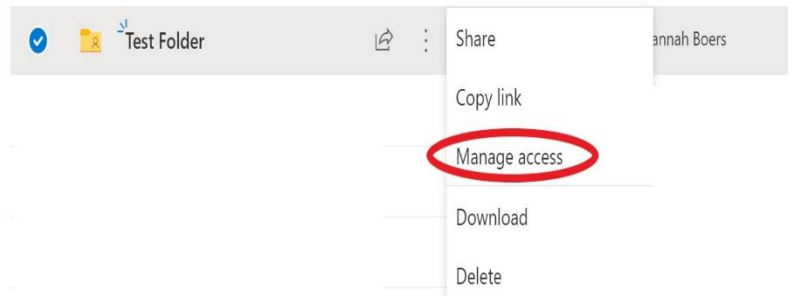 Test Folder
Share
annah Boers
Copy link
Manage access
Download
Delete